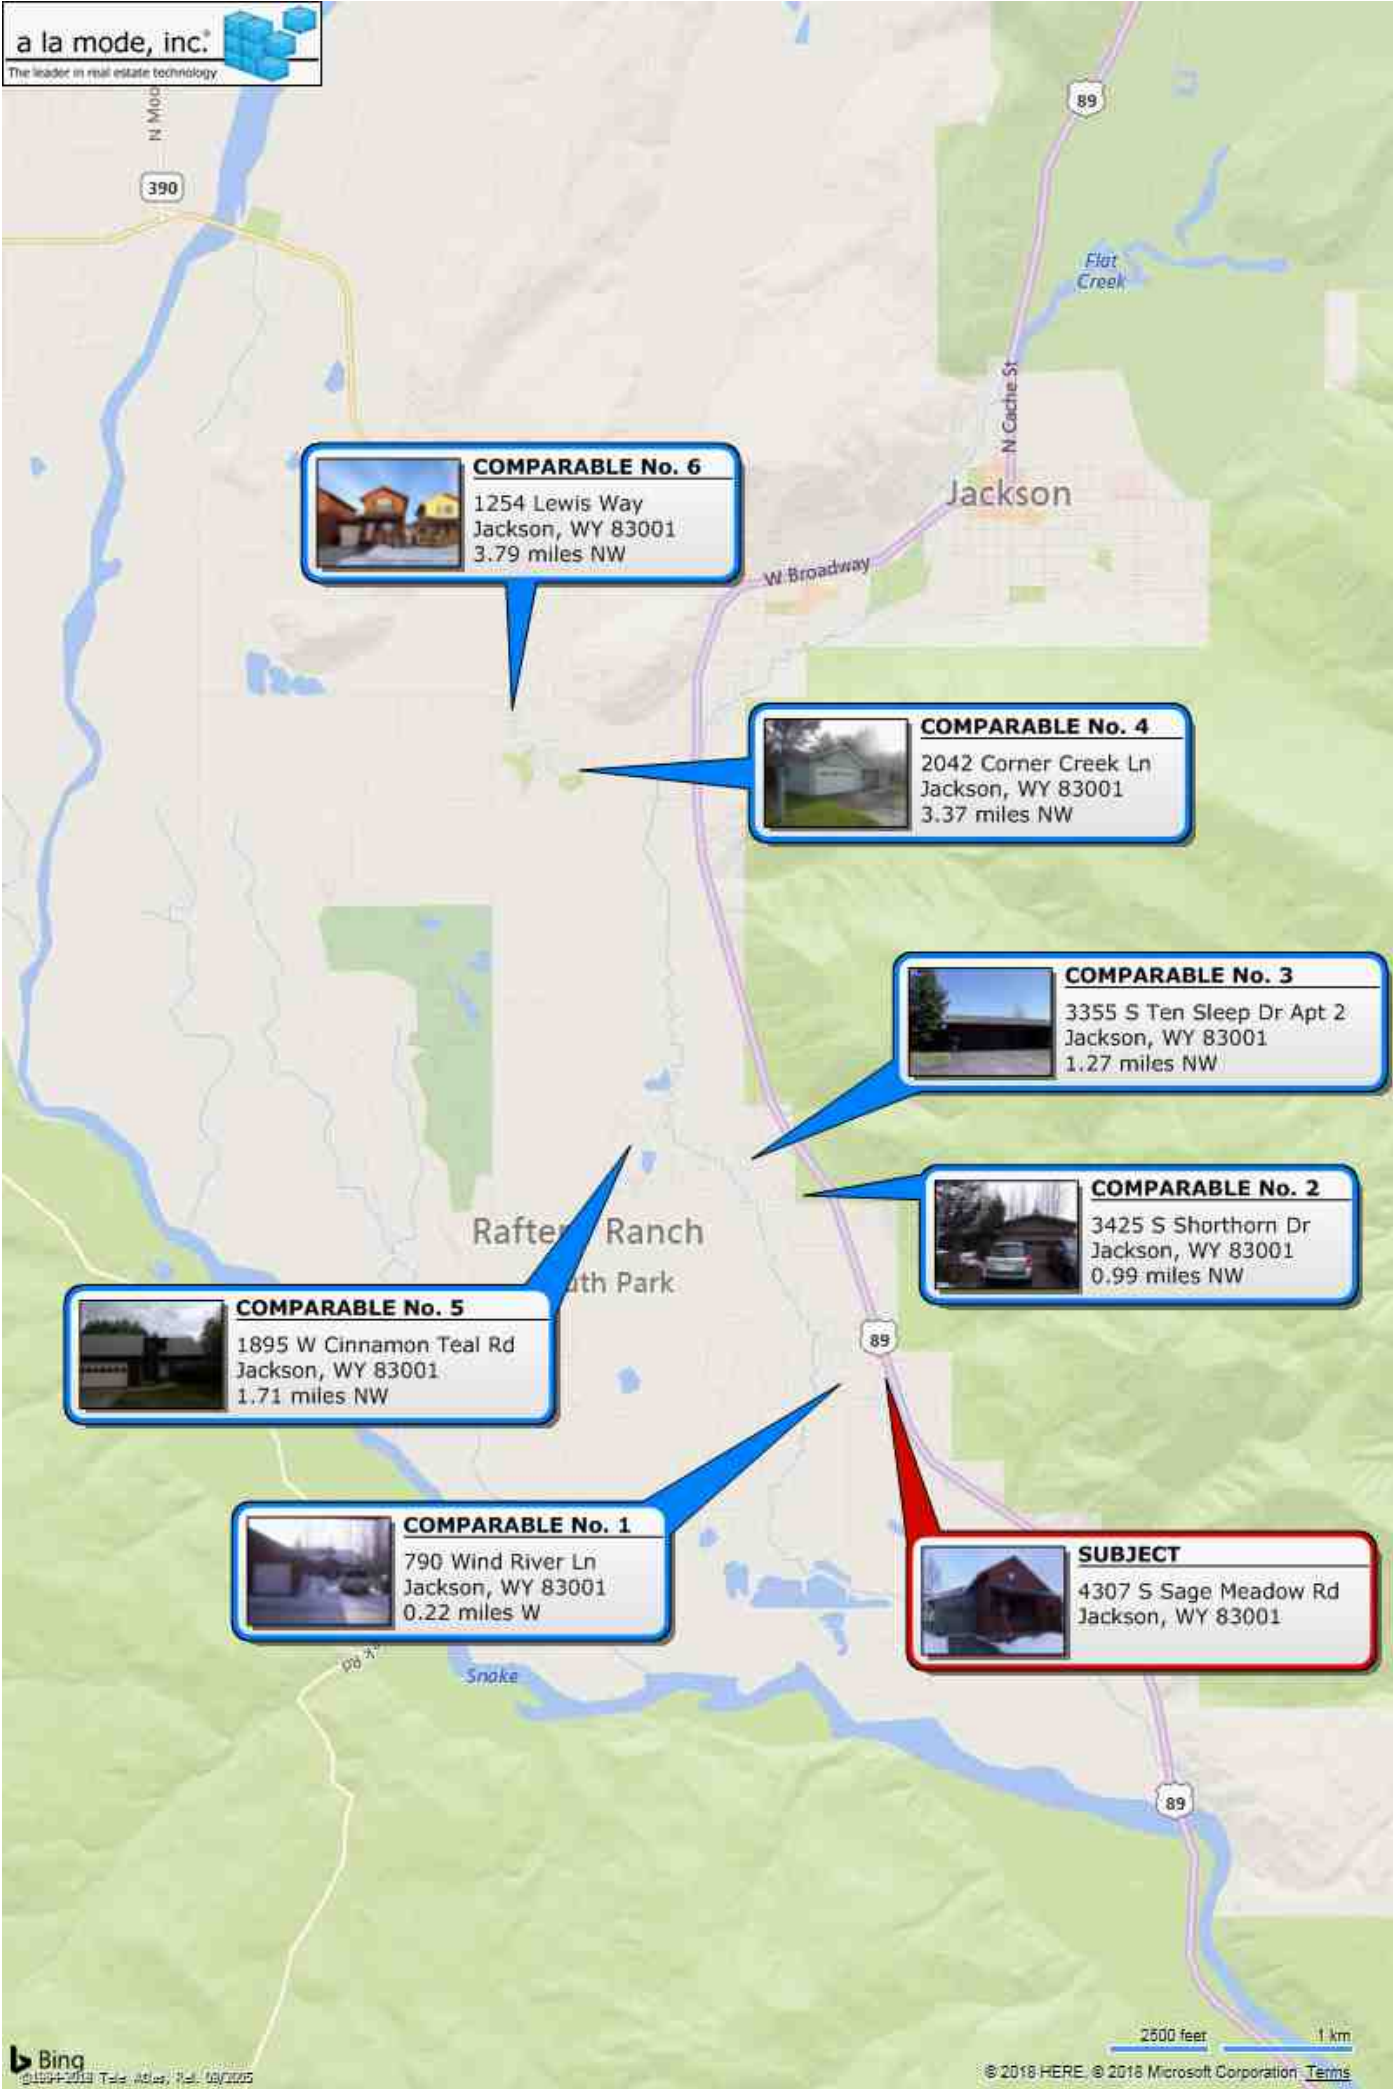 a la mode, inc.
The leader in real estate technology
N Moo
390
89
Flat
Creek
N Cache St
Jackson
COMPARABLE No. 6
1254 Lewis Way
Jackson, WY 83001
3.79 miles NW
W Broadway
COMPARABLE No. 4
2042 Corner Creek Ln
Jackson, WY 83001
3.37 miles NW
COMPARABLE No. 3
3355 S Ten Sleep Dr Apt 2
Jackson, WY 83001
1.27 miles NW
COMPARABLE No. 2
3425 S Shorthorn Dr
Jackson, WY 83001
0.99 miles NW
Rafte Ranch
uth Park
COMPARABLE No. 5
1895 W Cinnamon Teal Rd
Jackson, WY 83001
1.71 miles NW
89
COMPARABLE No. 1
790 Wind River Ln
Jackson, WY 83001
0.22 miles W
SUBJECT
4307 S Sage Meadow Rd
Jackson, WY 83001
k Rd
Snake
89
2500 feet
1 km
Bing
© 2018 HERE, © 2018 Microsoft Corporation Terms